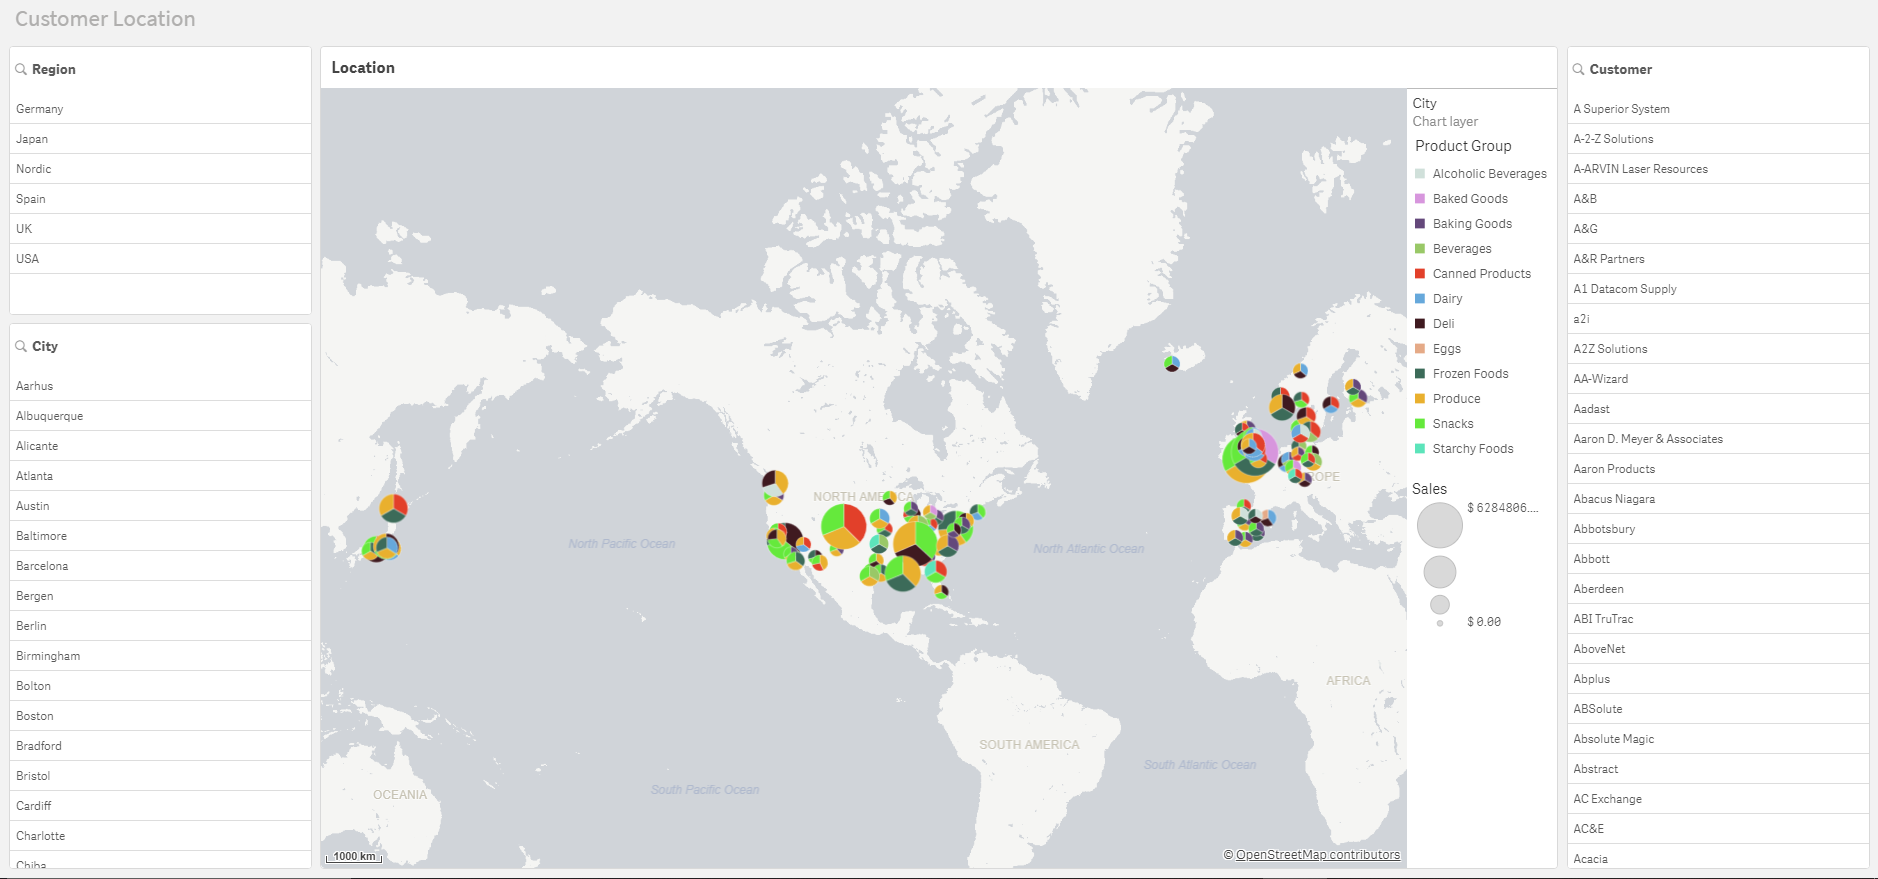 Customer Location
Region
Germany
Japan
Nordic
Spain
UK
USA
City
Aarhus
Albuquerque
Alicante
Atlanta
Austin
Baltimore
Barcelona
Bergen
Berlin
Birmingham
Bolton
Boston
Bradford
Bristol
Cardiff
Charlotte
Chiba
Location
NORTH AMERICA
North Pacific Ocean
North Atlantic Ocean
OPE
AFRICA
SOUTH AMERICA
South Atlantic Ocean
South Pacific Ocean
OCEANIA
1000 km
© OpenStreetMap contributors
City
Chart layer
Product Group
Alcoholic Beverages
Baked Goods
Baking Goods
Beverages
Canned Products
Dairy
Deli
Eggs
Frozen Foods
Produce
Snacks
Starchy Foods
Sales
$ 6284806....
$ 0.00
Customer
A Superior System
A-2-Z Solutions
A-ARVIN Laser Resources
A&B
A&G
A&R Partners
A1 Datacom Supply
a2i
A2Z Solutions
AA-Wizard
Aadast
Aaron D. Meyer & Associates
Aaron Products
Abacus Niagara
Abbotsbury
Abbott
Aberdeen
ABI TruTrac
AboveNet
Abplus
ABSolute
Absolute Magic
Abstract
AC Exchange
AC&E
Acacia